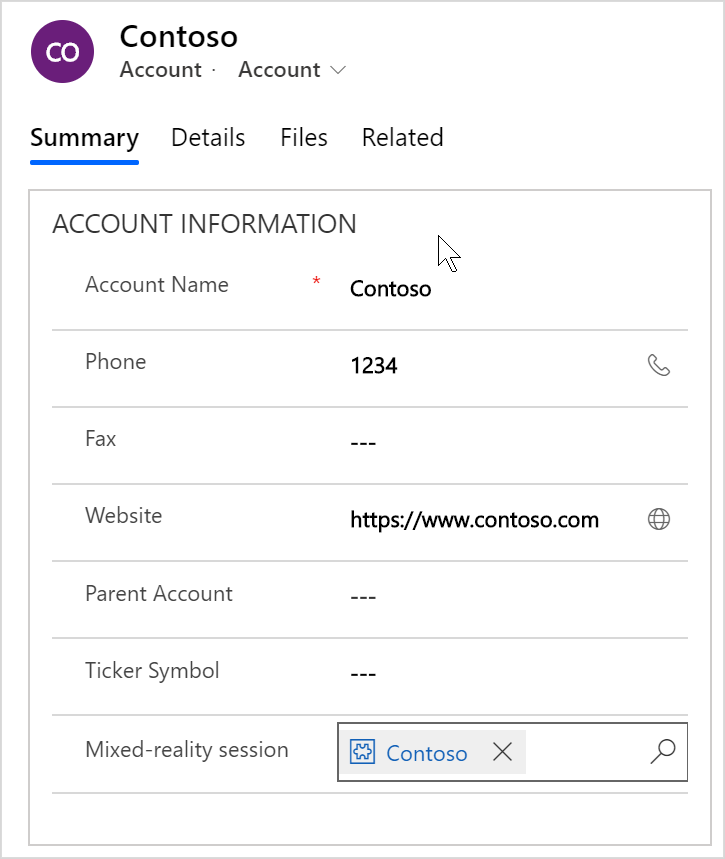 CO
Contoso
Account · Account
Summary Details Files Related
ACCOUNT INFORMATION
Account Name * Contoso
Phone 1234
Fax ---
Website https://www.contoso.com
Parent Account ---
Ticker Symbol ---
Mixed-reality session Contoso